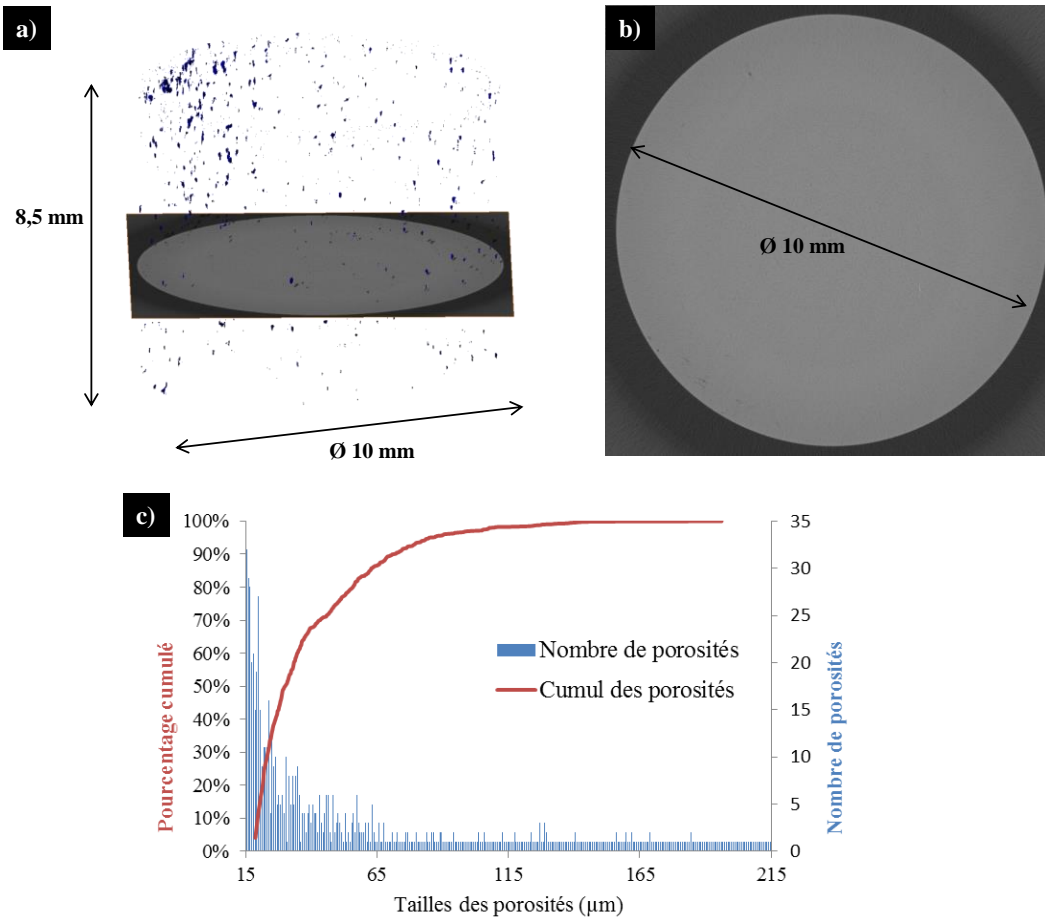 a)
8,5 mm
Ø 10 mm
b)
Ø 10 mm
c)
100%
90%
80%
70%
60%
50%
40%
30%
20%
10%
0%
Pourcentage cumulé
35
30
25
20
15
10
5
0
Nombre de porosités
Nombre de porosités
Cumul des porosités
15
65
115
165
215
Tailles des porosités (µm)